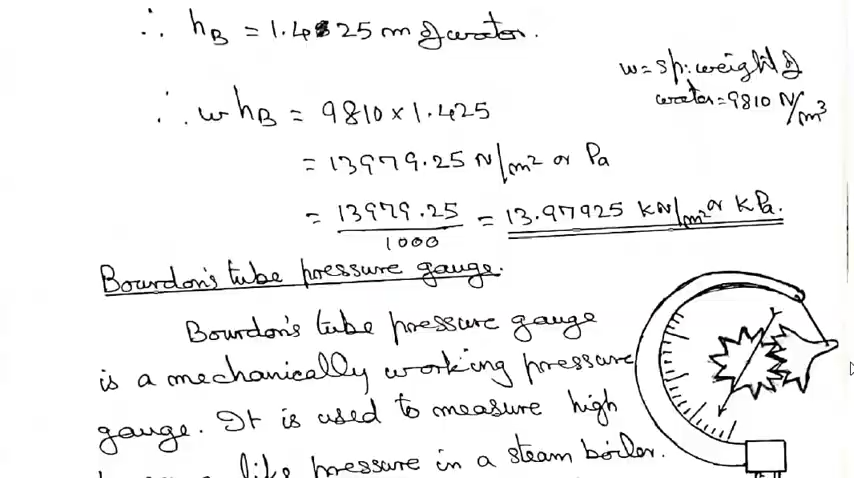 ∴ hB = 1.425 m of water.
w = sp: weight of
water = 9810 N/m³
∴ w hB = 9810 x 1.425
= 13979.25 N/m² or Pa
= 13979.25 / 1000 = 13.97925 kN/m² or kPa.
Bourdon's tube pressure gauge.
Bourdon's tube pressure gauge
is a mechanically working pressure
gauge. It is used to measure high
like pressure in a steam boiler.